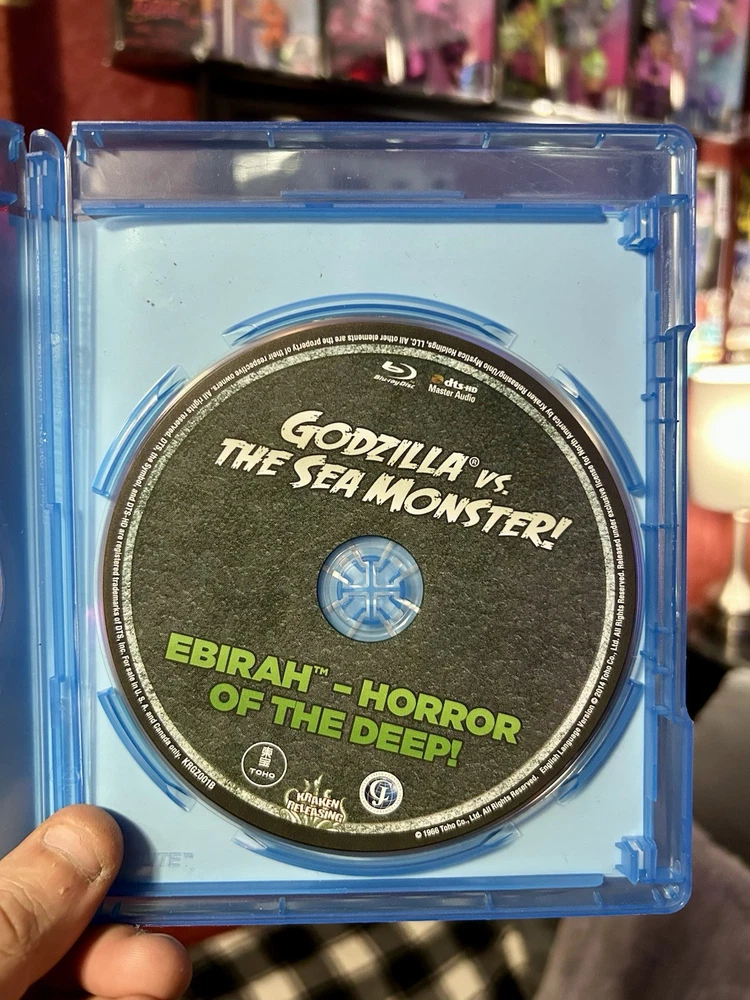 Blu-ray Disc
dts-HD
Master Audio
GODZILLA® VS.
THE SEA MONSTER!
EBIRAH™ – HORROR
OF THE DEEP!
東宝
TOHO
KRAKEN
RELEASING
© 1966 Toho Co., Ltd. All Rights Reserved. English Language Version © 2014 Toho Co., Ltd. All Rights Reserved. Released under exclusive license for North America by Kraken Releasing/Unio Mystica Holdings, LLC. All other elements are the property of their respective owners. All rights reserved. DTS, the Symbol, and DTS-HD are registered trademarks of DTS, Inc. For sale in U. S. A. and Canada only. KRGZ001B